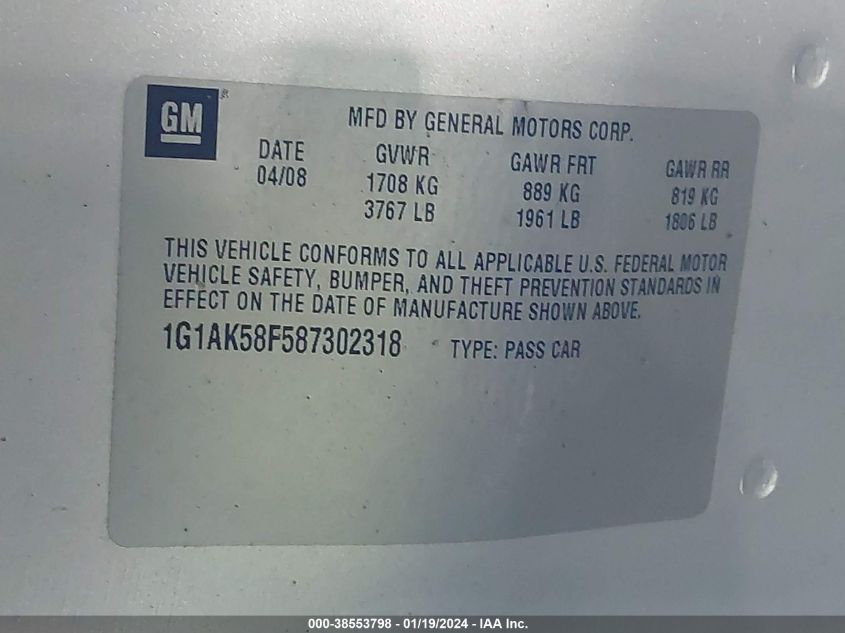 GM®
MFD BY GENERAL MOTORS CORP.
DATE GVWR GAWR FRT GAWR RR
04/08 1708 KG 889 KG 819 KG
3767 LB 1961 LB 1806 LB
THIS VEHICLE CONFORMS TO ALL APPLICABLE U.S. FEDERAL MOTOR
VEHICLE SAFETY, BUMPER, AND THEFT PREVENTION STANDARDS IN
EFFECT ON THE DATE OF MANUFACTURE SHOWN ABOVE.
1G1AK58F587302318 TYPE: PASS CAR
000-38553798 - 01/19/2024 - IAA Inc.